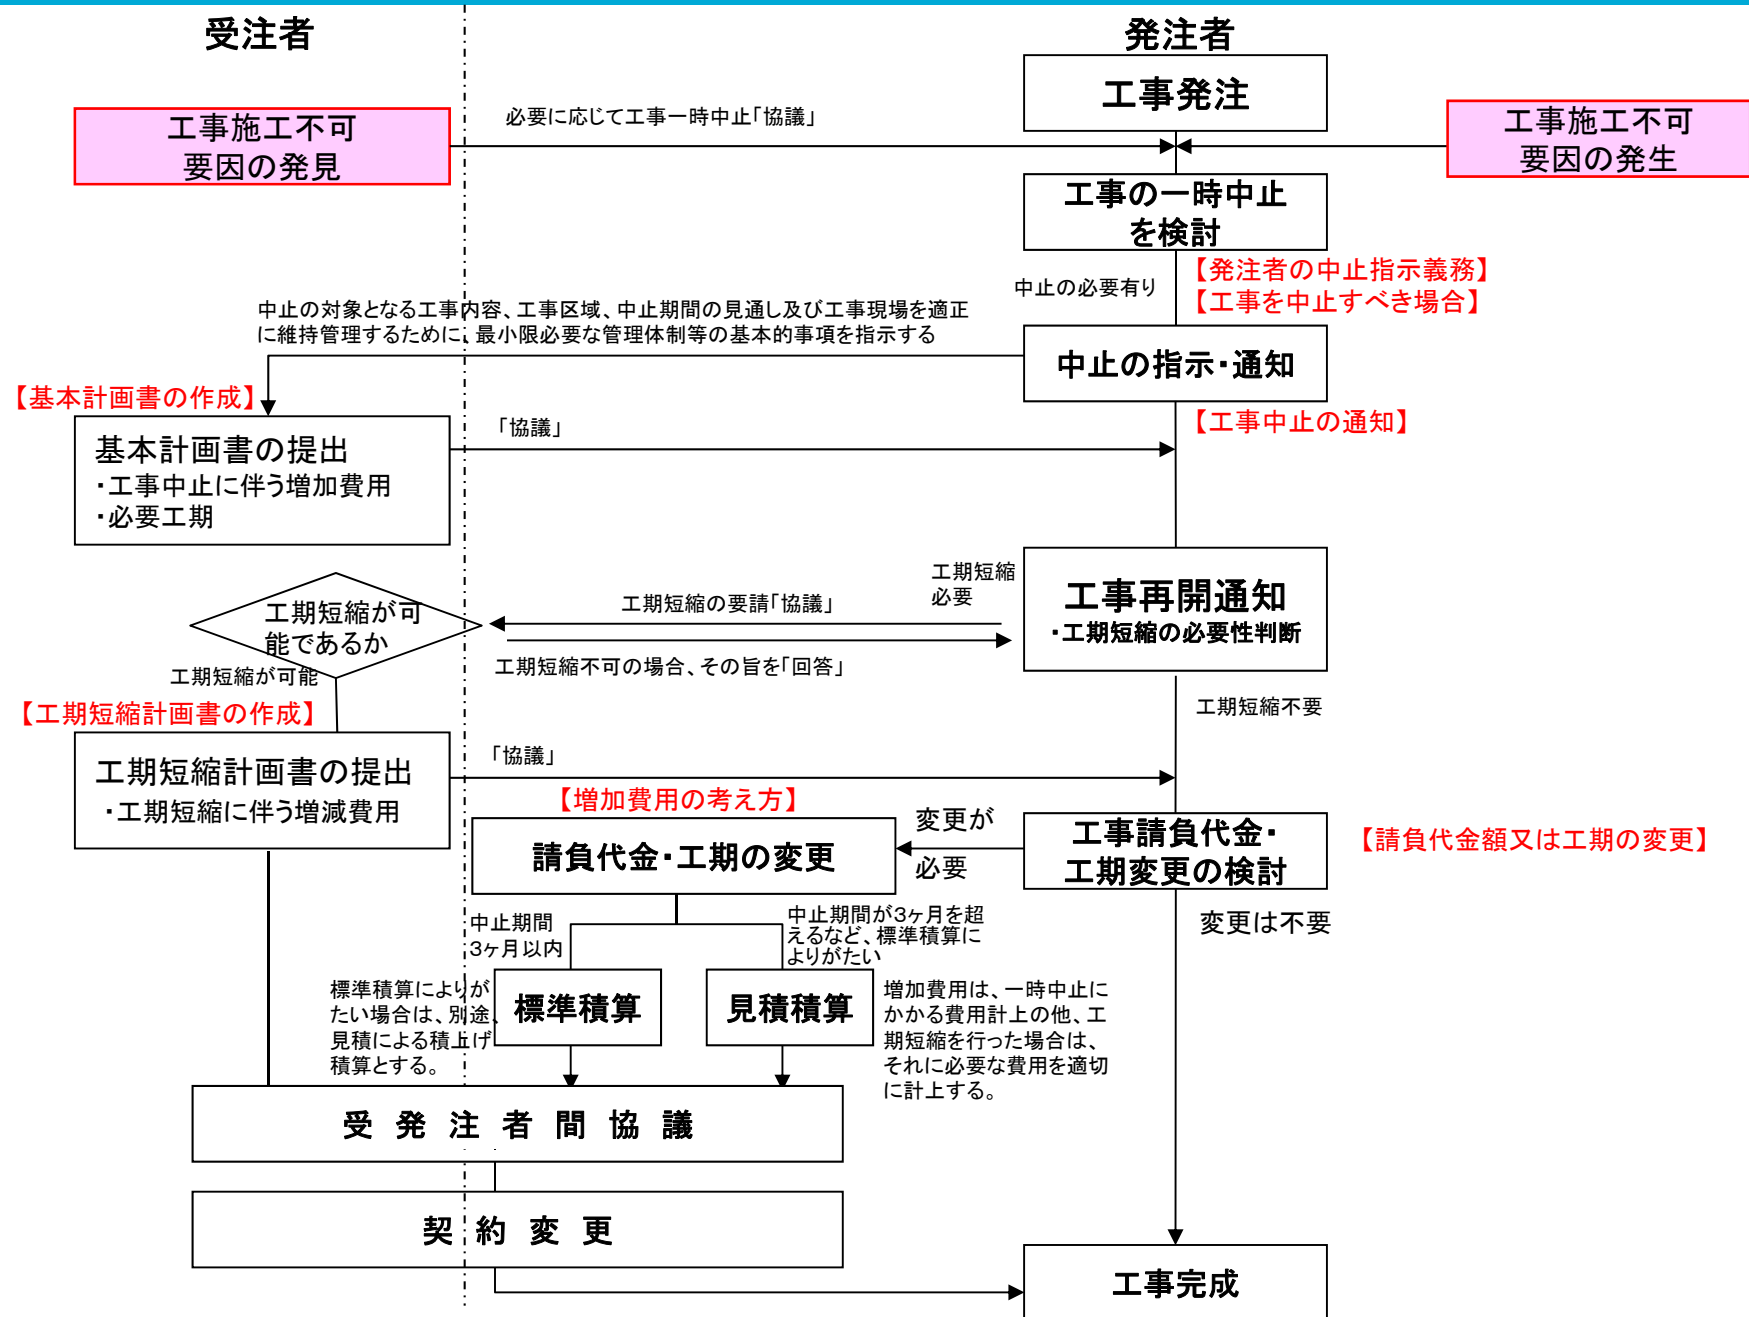 受注者
発注者
工事発注
工事施工不可
要因の発見
必要に応じて工事一時中止「協議」
工事施工不可
要因の発生
工事の一時中止
を検討
中止の必要有り
【発注者の中止指示義務】
【工事を中止すべき場合】
中止の対象となる工事内容、工事区域、中止期間の見通し及び工事現場を適正
に維持管理するために、最小限必要な管理体制等の基本的事項を指示する
中止の指示・通知
【基本計画書の作成】
【工事中止の通知】
基本計画書の提出
・工事中止に伴う増加費用
・必要工期
「協議」
工期短縮
必要
工事再開通知
・工期短縮の必要性判断
工期短縮の要請「協議」
工期短縮が可
能であるか
工期短縮不可の場合、その旨を「回答」
工期短縮が可能
工期短縮不要
【工期短縮計画書の作成】
工期短縮計画書の提出
・工期短縮に伴う増減費用
「協議」
【増加費用の考え方】
変更が
必要
工事請負代金・
工期変更の検討
【請負代金額又は工期の変更】
請負代金・工期の変更
変更は不要
中止期間
3ヶ月以内
中止期間が3ヶ月を超
えるなど、標準積算に
よりがたい
標準積算によりが
たい場合は、別途、
見積による積上げ
積算とする。
標準積算
見積積算
増加費用は、一時中止に
かかる費用計上の他、工
期短縮を行った場合は、
それに必要な費用を適切
に計上する。
受発注者間協議
契約変更
工事完成